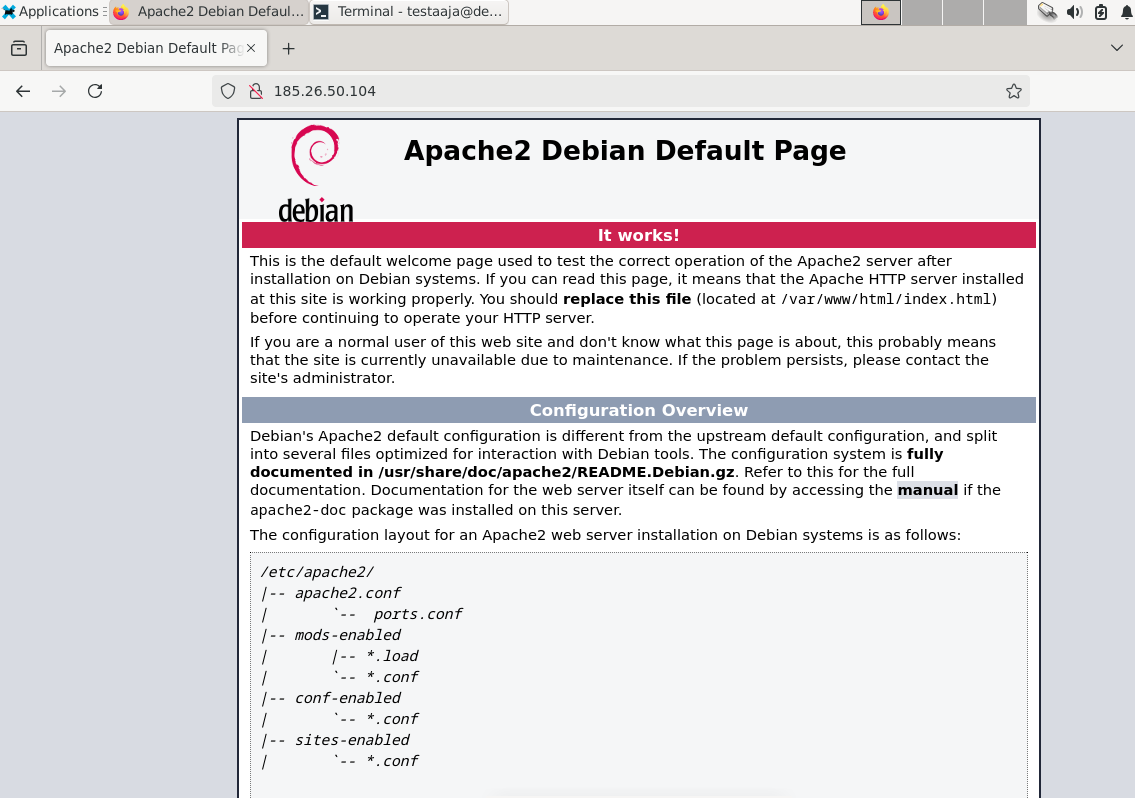 Applications
Apache2 Debian Defaul...
Terminal - testaaja@de...
Apache2 Debian Default Pag
185.26.50.104
debian
Apache2 Debian Default Page
It works!
This is the default welcome page used to test the correct operation of the Apache2 server after
installation on Debian systems. If you can read this page, it means that the Apache HTTP server installed
at this site is working properly. You should replace this file (located at /var/www/html/index.html)
before continuing to operate your HTTP server.
If you are a normal user of this web site and don't know what this page is about, this probably means
that the site is currently unavailable due to maintenance. If the problem persists, please contact the
site's administrator.
Configuration Overview
Debian's Apache2 default configuration is different from the upstream default configuration, and split
into several files optimized for interaction with Debian tools. The configuration system is fully
documented in /usr/share/doc/apache2/README.Debian.gz. Refer to this for the full
documentation. Documentation for the web server itself can be found by accessing the manual if the
apache2-doc package was installed on this server.
The configuration layout for an Apache2 web server installation on Debian systems is as follows:
/etc/apache2/
|-- apache2.conf
|       `--  ports.conf
|-- mods-enabled
|       |-- *.load
|       `-- *.conf
|-- conf-enabled
|       `-- *.conf
|-- sites-enabled
|       `-- *.conf